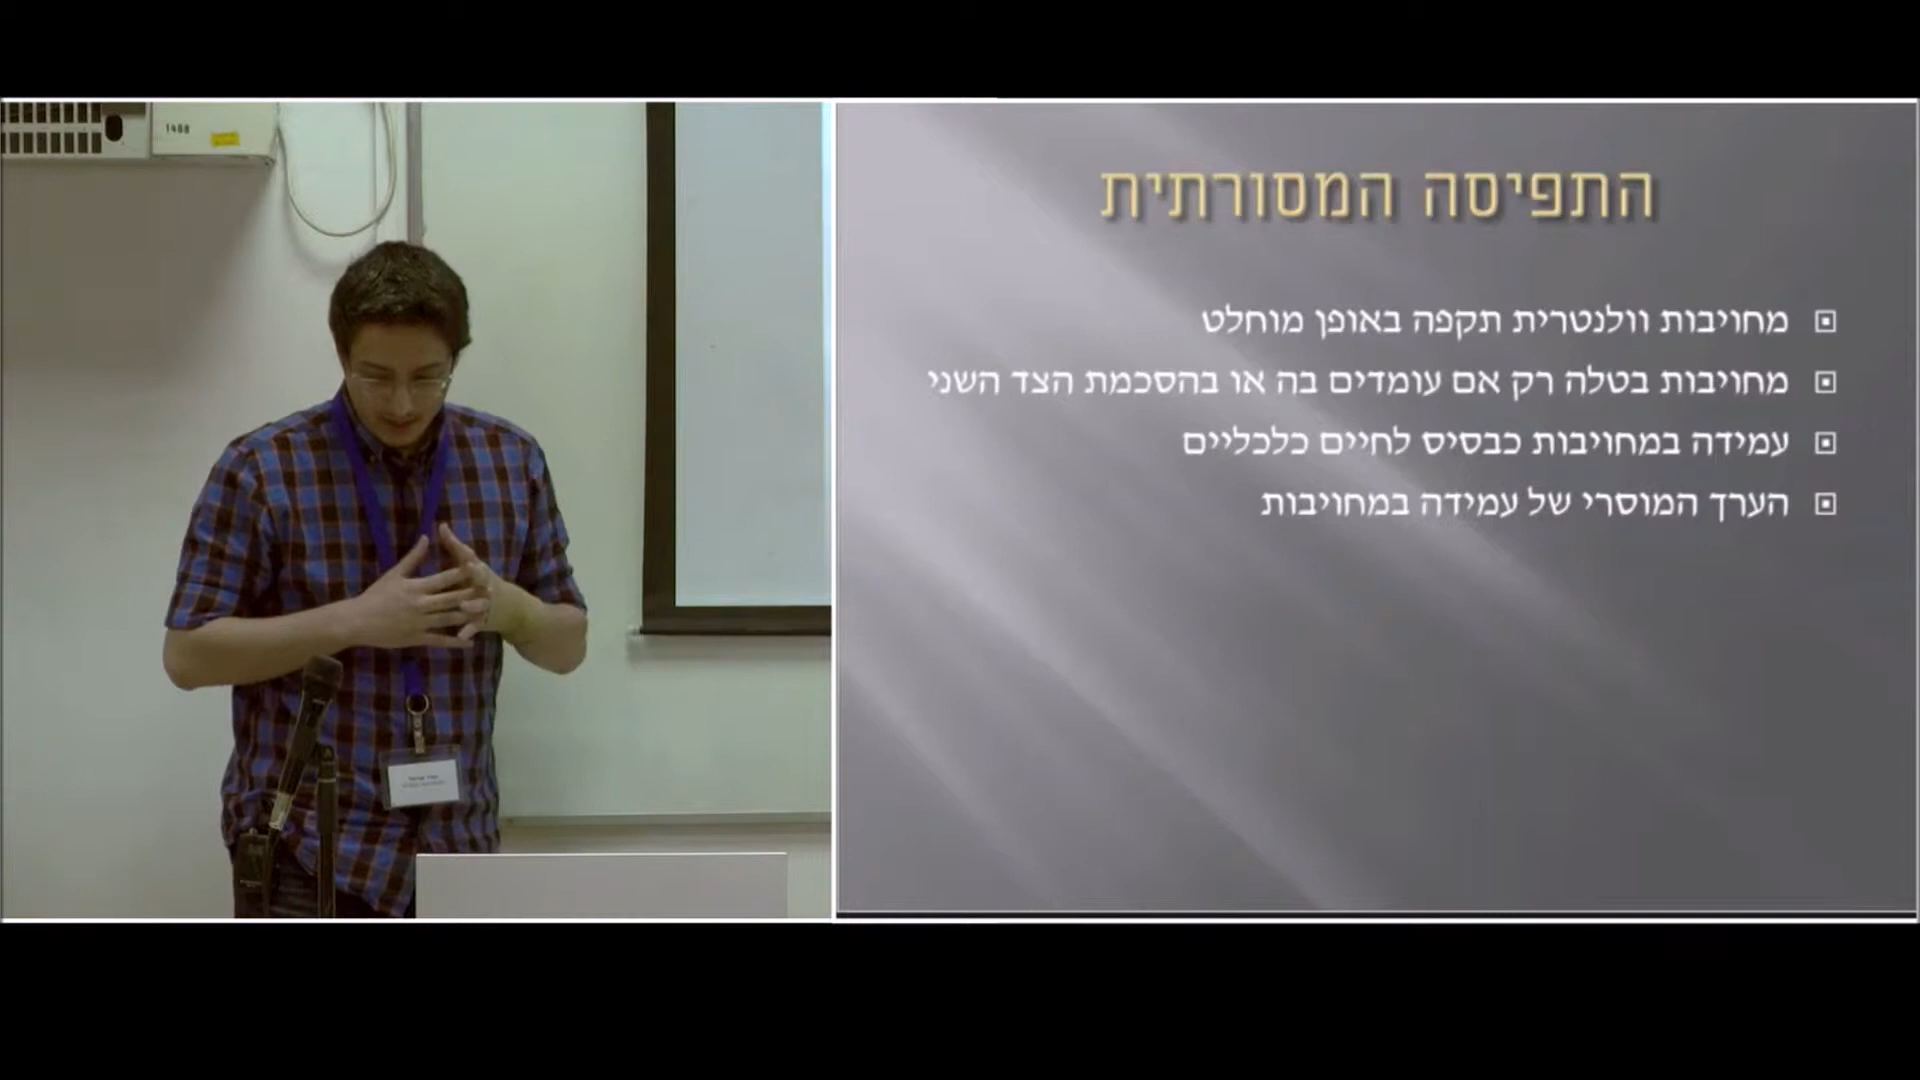 1488
התפיסה המסורתית
מחויבות וולנטרית תקפה באופן מוחלט
מחויבות בטלה רק אם עומדים בה או בהסכמת הצד השני
עמידה במחויבות כבסיס לחיים כלכליים
הערך המוסרי של עמידה במחויבות